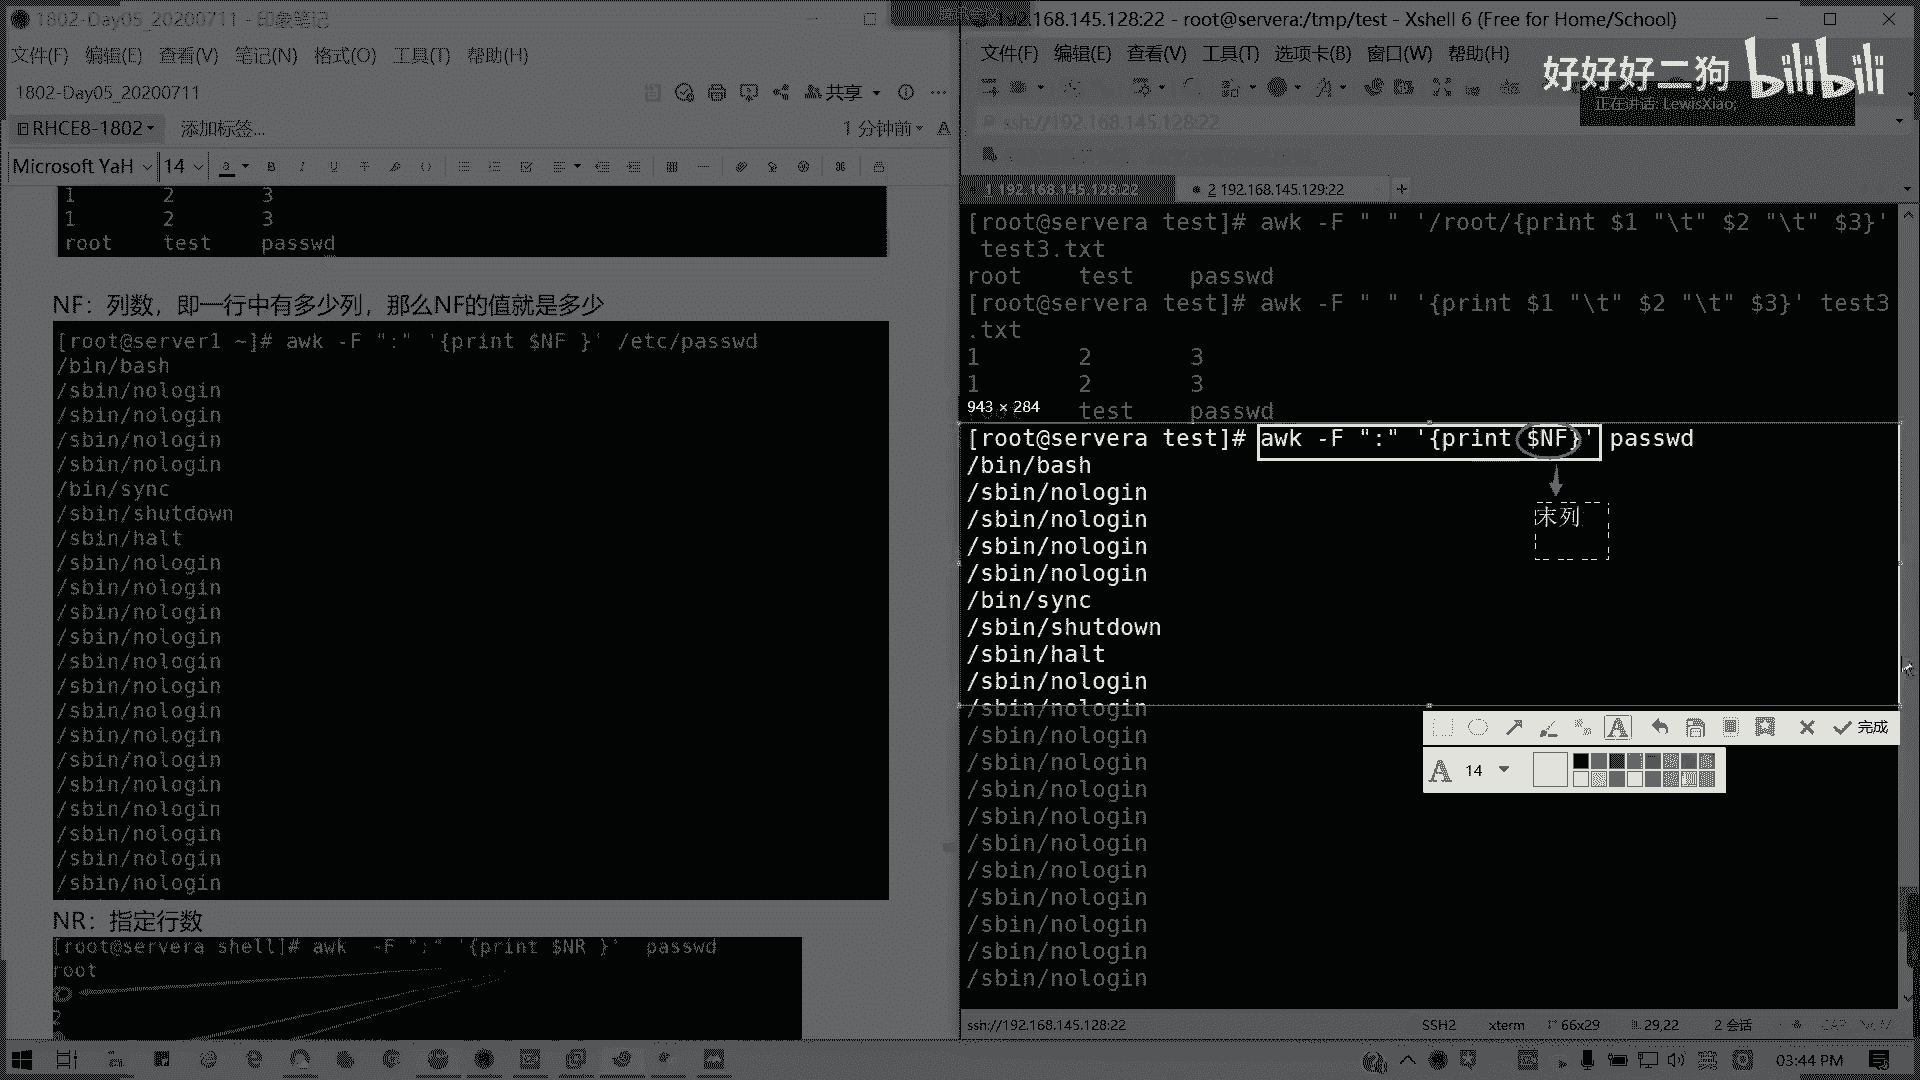 1802-Day05_20200711 - 印象笔记
文件(F) 编辑(E) 查看(V) 笔记(N) 格式(O) 工具(T) 帮助(H)
1802-Day05_20200711
共享
RHCE8-1802
添加标签...
1 分钟前
Microsoft YaH
14
1 2 3
1 2 3
root test passwd
NF：列数，即一行中有多少列，那么NF的值就是多少
[root@server1 ~]# awk -F ":" '{print $NF }' /etc/passwd
/bin/bash
/sbin/nologin
/sbin/nologin
/sbin/nologin
/sbin/nologin
/bin/sync
/sbin/shutdown
/sbin/halt
/sbin/nologin
/sbin/nologin
/sbin/nologin
/sbin/nologin
/sbin/nologin
/sbin/nologin
/sbin/nologin
/sbin/nologin
/sbin/nologin
/sbin/nologin
/sbin/nologin
/sbin/nologin
/sbin/nologin
/sbin/nologin
NR：指定行数
[root@servera shell]# awk -F ":" '{print $NR }' passwd
root
2
192.168.145.128:22 - root@servera:/tmp/test - Xshell 6 (Free for Home/School)
文件(F) 编辑(E) 查看(V) 工具(T) 选项卡(B) 窗口(W) 帮助(H)
好好好二狗 bilibili
正在讲话: LewisXiao;
ssh://192.168.145.128:22
1 192.168.145.128:22
2 192.168.145.129:22
[root@servera test]# awk -F " " '/root/{print $1 "\t" $2 "\t" $3}'
test3.txt
root test passwd
[root@servera test]# awk -F " " '{print $1 "\t" $2 "\t" $3}' test3
.txt
1 2 3
1 2 3
943 × 284
test passwd
[root@servera test]# awk -F ":" '{print $NF}' passwd
/bin/bash
/sbin/nologin
/sbin/nologin
/sbin/nologin
/sbin/nologin
/bin/sync
/sbin/shutdown
/sbin/halt
/sbin/nologin
/sbin/nologin
/sbin/nologin
/sbin/nologin
/sbin/nologin
/sbin/nologin
/sbin/nologin
/sbin/nologin
/sbin/nologin
/sbin/nologin
/sbin/nologin
/sbin/nologin
末列
完成
14
ssh://192.168.145.128:22
SSH2
xterm
66x29
29,22
2 会话
03:44 PM